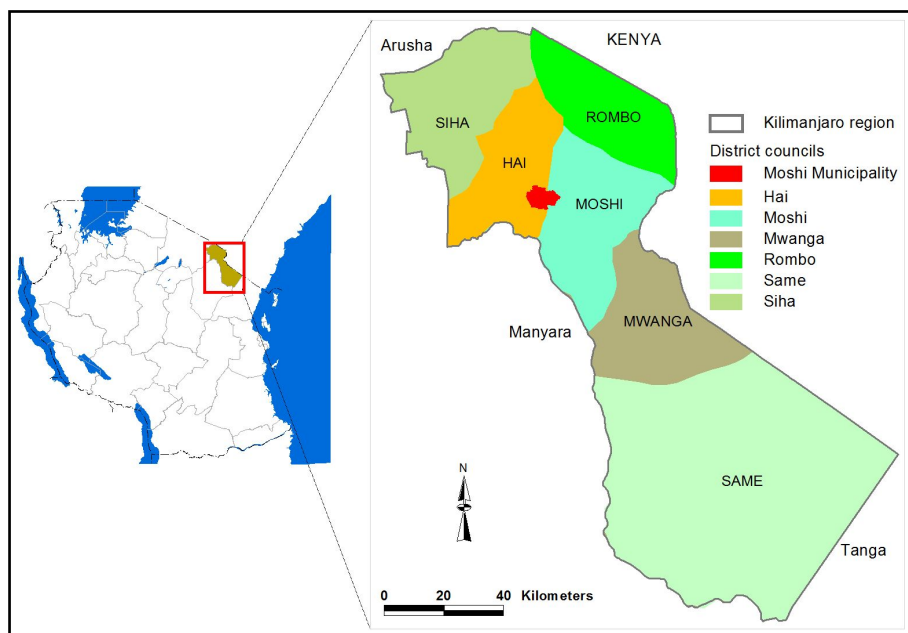 Arusha
KENYA
SIHA
ROMBO
HAI
MOSHI
Manyara
MWANGA
SAME
Tanga
Kilimanjaro region
District councils
Moshi Municipality
Hai
Moshi
Mwanga
Rombo
Same
Siha
N
0 20 40 Kilometers